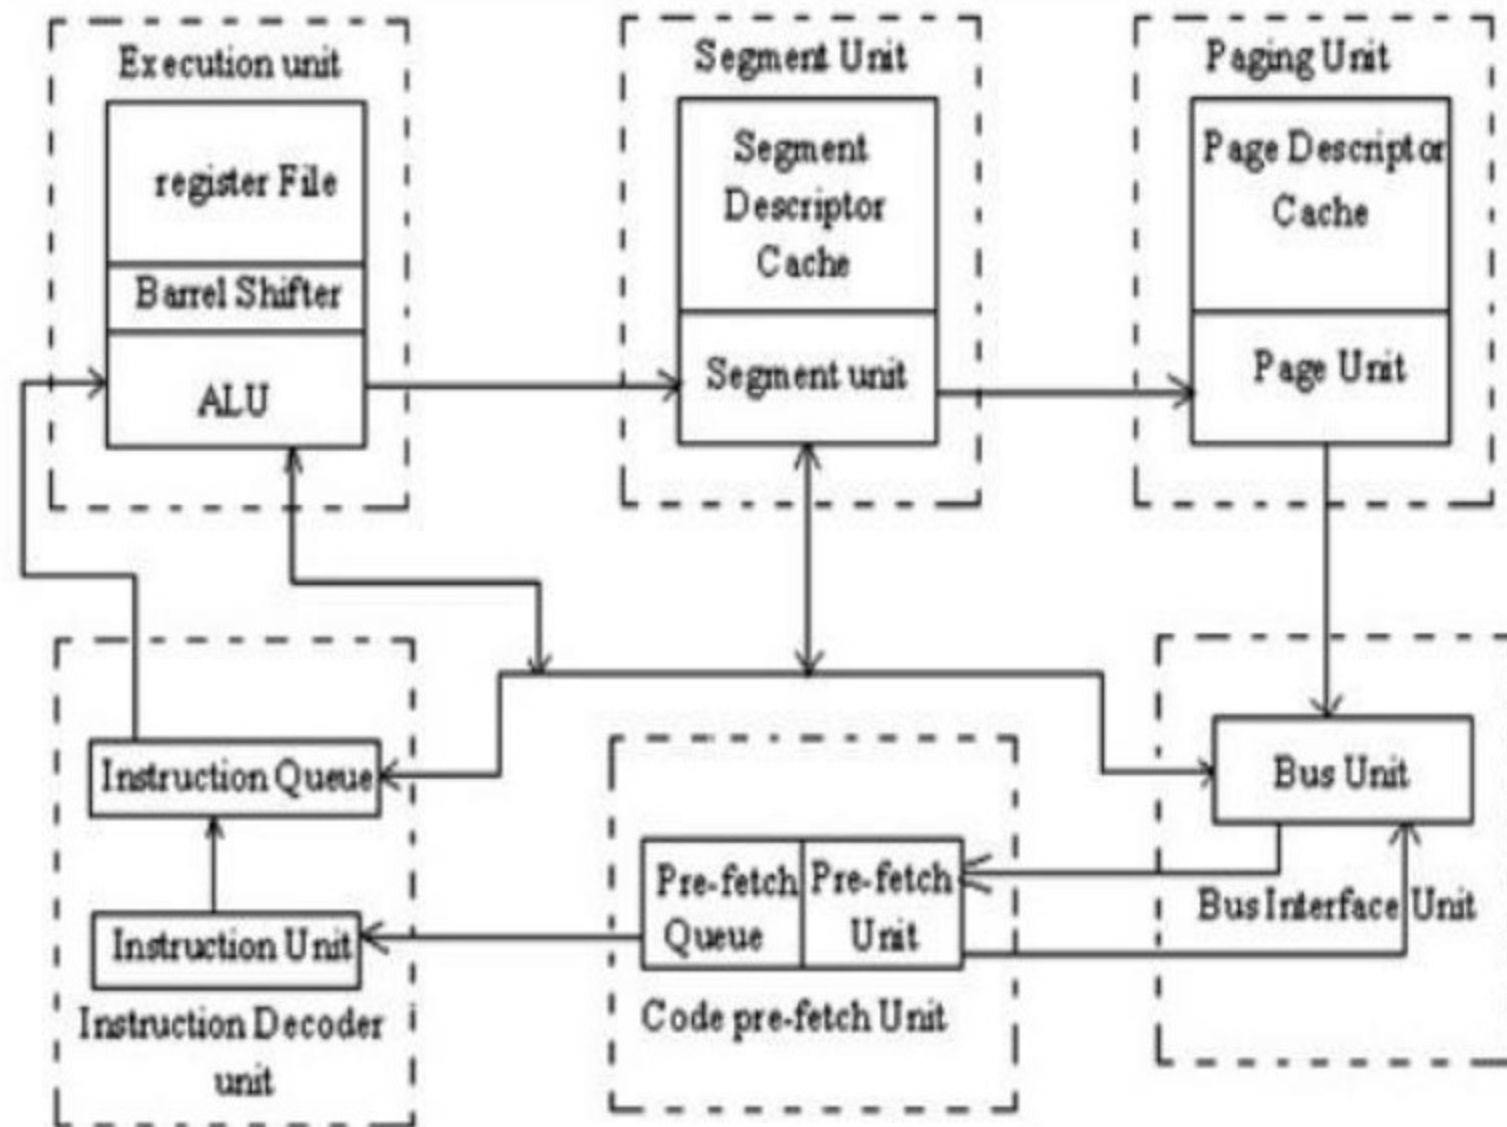 Execution unit
register File
Barrel Shifter
ALU
Segment Unit
Segment
Descriptor
Cache
Segment unit
Paging Unit
Page Descriptor
Cache
Page Unit
Instruction Queue
Instruction Unit
Instruction Decoder
unit
Pre-fetch
Queue
Pre-fetch
Unit
Code pre-fetch Unit
Bus Unit
Bus Interface Unit